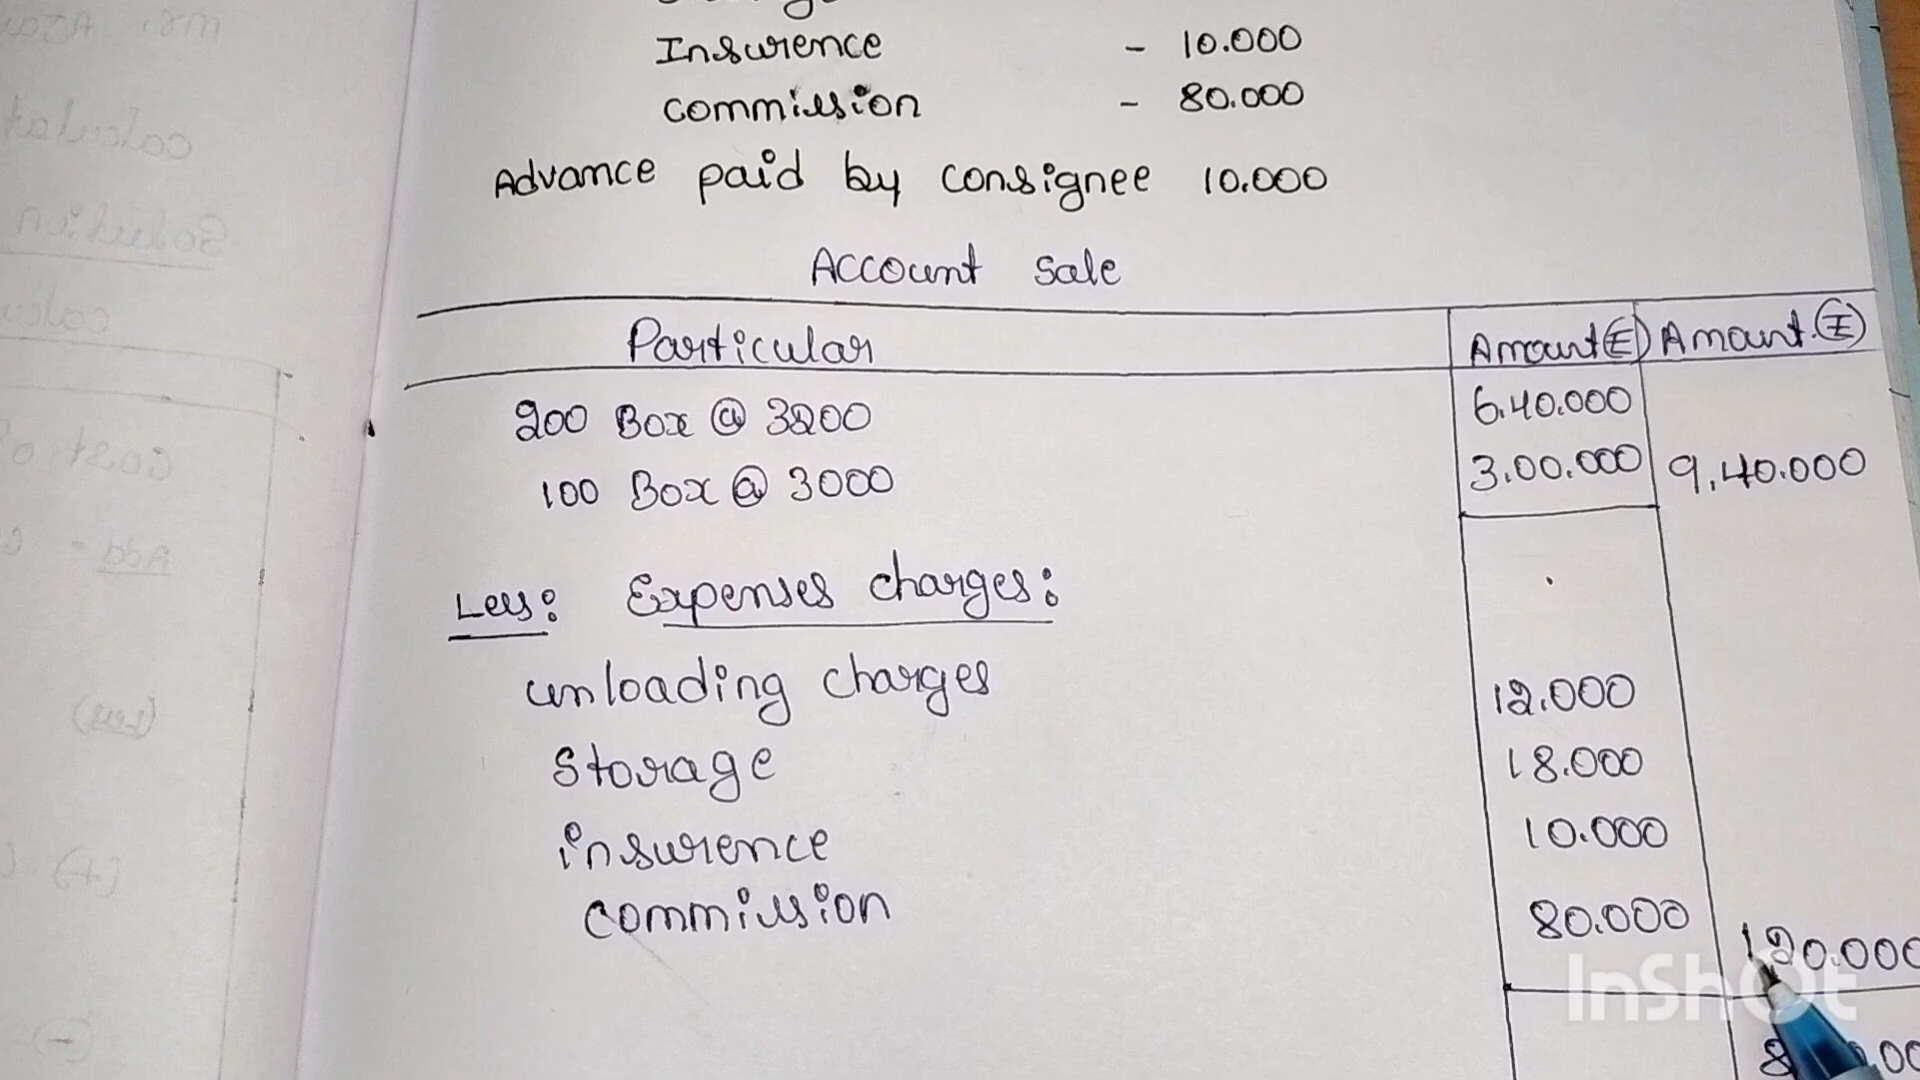 Insurence - 10.000
commission - 80.000
Advance paid by consignee 10.000
Account sale
Particular Amount(₹) Amount.(₹)
200 Box @ 3200 6.40.000
100 Box @ 3000 3.00.000 9,40.000
Less: Expenses charges:
unloading charges 12.000
Storage 18.000
insurence 10.000
commission 80.000 120.000
InShot